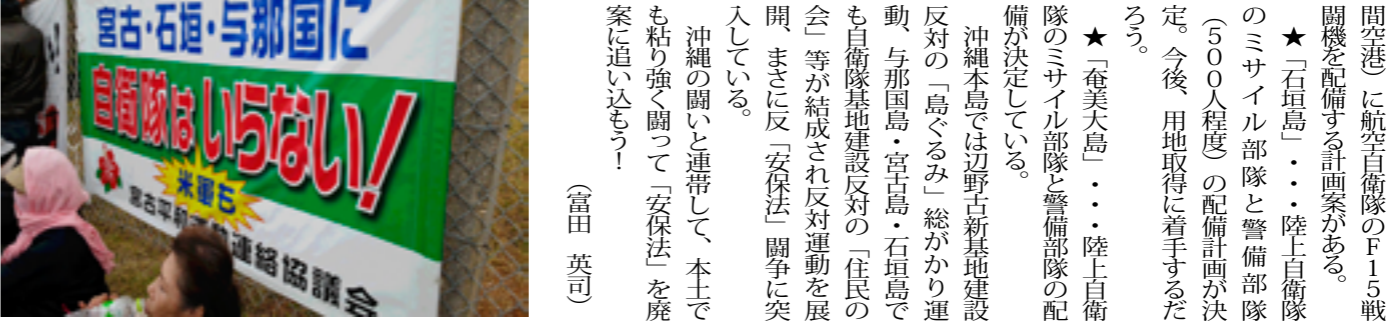 間空港）に航空自衛隊のＦ１５戦
闘機を配備する計画案がある。
★「石垣島」・・・陸上自衛隊
のミサイル部隊と警備部隊
（５００人程度）の配備計画が決
定。今後、用地取得に着手するだ
ろう。
★「奄美大島」・・・陸上自衛
隊のミサイル部隊と警備部隊の配
備が決定している。
沖縄本島では辺野古新基地建設
反対の「島ぐるみ」総がかり運
動、与那国島・宮古島・石垣島で
も自衛隊基地建設反対の「住民の
会」等が結成され反対運動を展
開、まさに反「安保法」闘争に突
入している。
沖縄の闘いと連帯して、本土で
も粘り強く闘って「安保法」を廃
案に追い込もう！
（富田　英司）
宮古・石垣・与那国に
自衛隊はいらない!
米軍も
宮古平和
連絡協議会